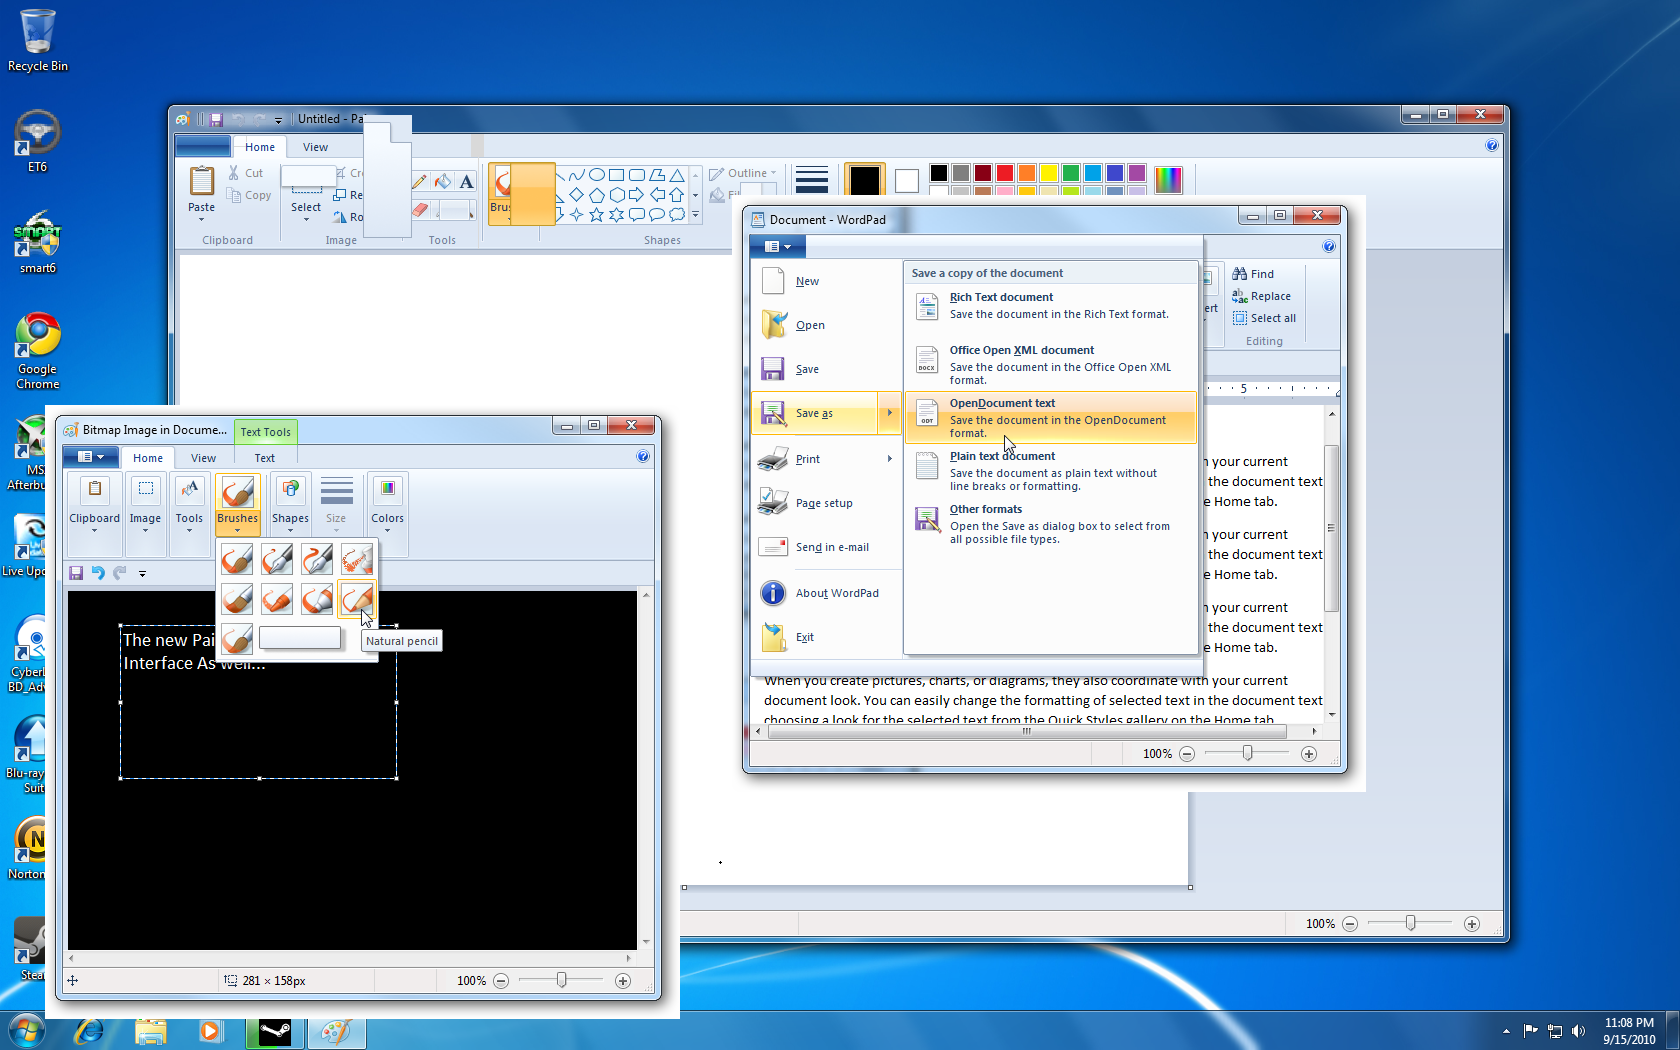 Recycle Bin
ET6
smart6
Google
Chrome
MS
Afterbu
Live Up
Cyber
BD_Adv
Blu-ray
Suit
Norton
Stea
Untitled - Pa
Home
View
Paste
Cut
Copy
Clipboard
Select
Image
Tools
Shapes
Outline
100%
Document - WordPad
New
Open
Save
Save as
Print
Page setup
Send in e-mail
About WordPad
Exit
Save a copy of the document
Rich Text document
Save the document in the Rich Text format.
Office Open XML document
Save the document in the Office Open XML
format.
OpenDocument text
Save the document in the OpenDocument
format.
Plain text document
Save the document as plain text without
line breaks or formatting.
Other formats
Open the Save as dialog box to select from
all possible file types.
DOCX
ODT
ert
Find
Replace
Select all
Editing
5
h your current
the document text
e Home tab.
h your current
the document text
e Home tab.
h your current
the document text
e Home tab.
When you create pictures, charts, or diagrams, they also coordinate with your current
document look. You can easily change the formatting of selected text in the document text
choosing a look for the selected text from the Quick Styles gallery on the Home tab.
100%
Bitmap Image in Docume...
Text Tools
Home
View
Text
Clipboard
Image
Tools
Brushes
Shapes
Size
Colors
The new Pai
Interface As well...
Natural pencil
281 × 158px
100%
11:08 PM
9/15/2010